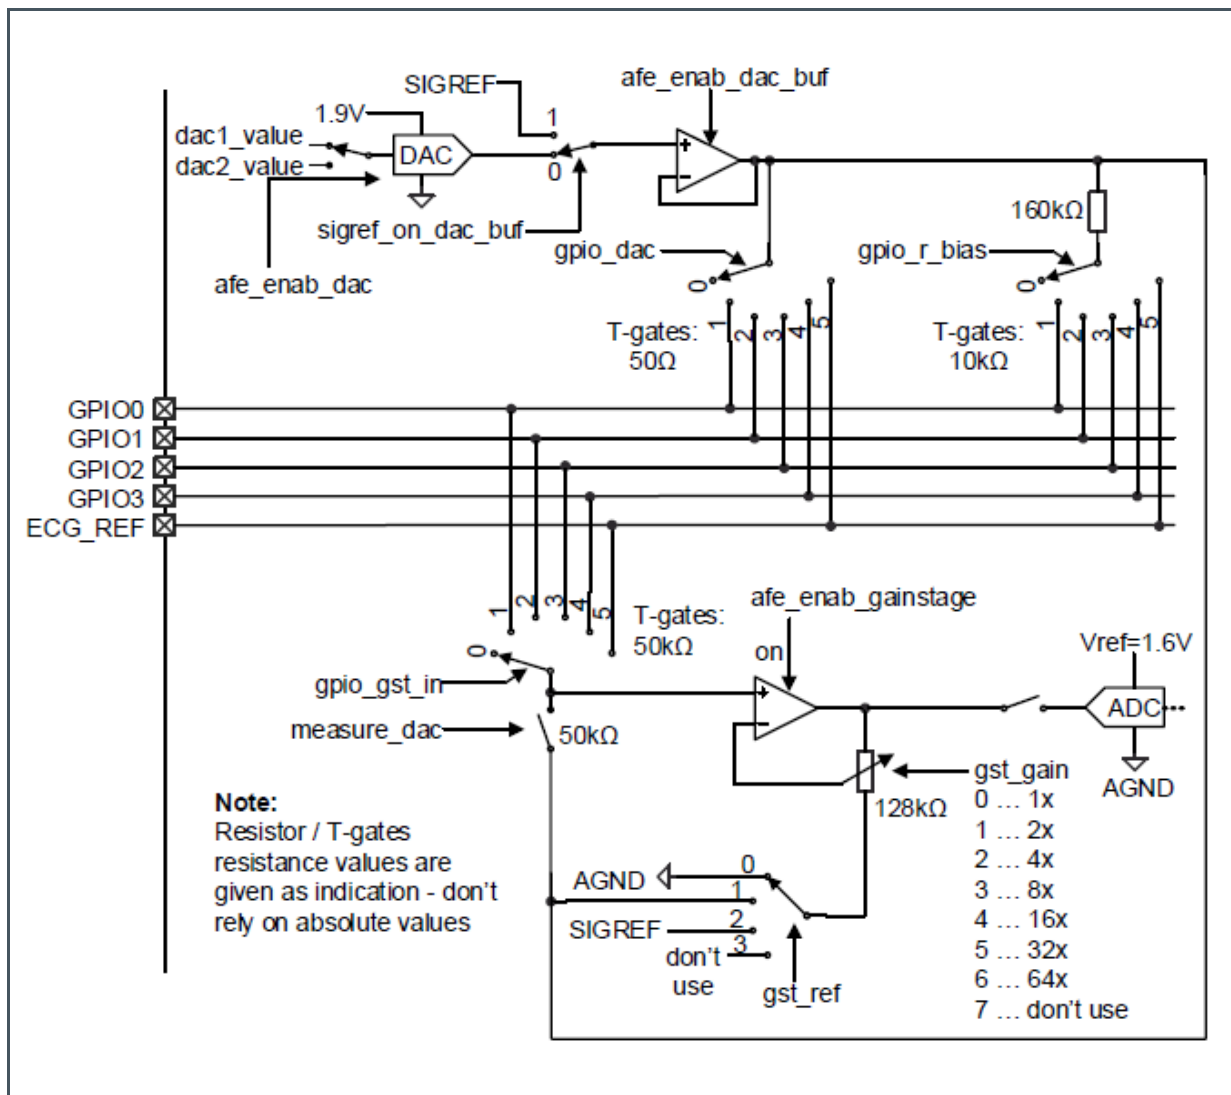 SIGREF
afe_enab_dac_buf
1.9V
1
dac1_value
dac2_value
DAC
0
sigref_on_dac_buf
afe_enab_dac
gpio_dac
0
T-gates:
50Ω
1
2
3
4
5
160kΩ
gpio_r_bias
0
T-gates:
10kΩ
1
2
3
4
5
GPIO0
GPIO1
GPIO2
GPIO3
ECG_REF
1
2
3
4
5
T-gates:
50kΩ
0
gpio_gst_in
measure_dac
50kΩ
afe_enab_gainstage
on
Vref=1.6V
ADC
AGND
gst_gain
128kΩ
0 ... 1x
1 ... 2x
2 ... 4x
3 ... 8x
4 ... 16x
5 ... 32x
6 ... 64x
7 ... don't use
Note:
Resistor / T-gates
resistance values are
given as indication - don't
rely on absolute values
AGND
0
1
SIGREF
2
3
don't
use
gst_ref